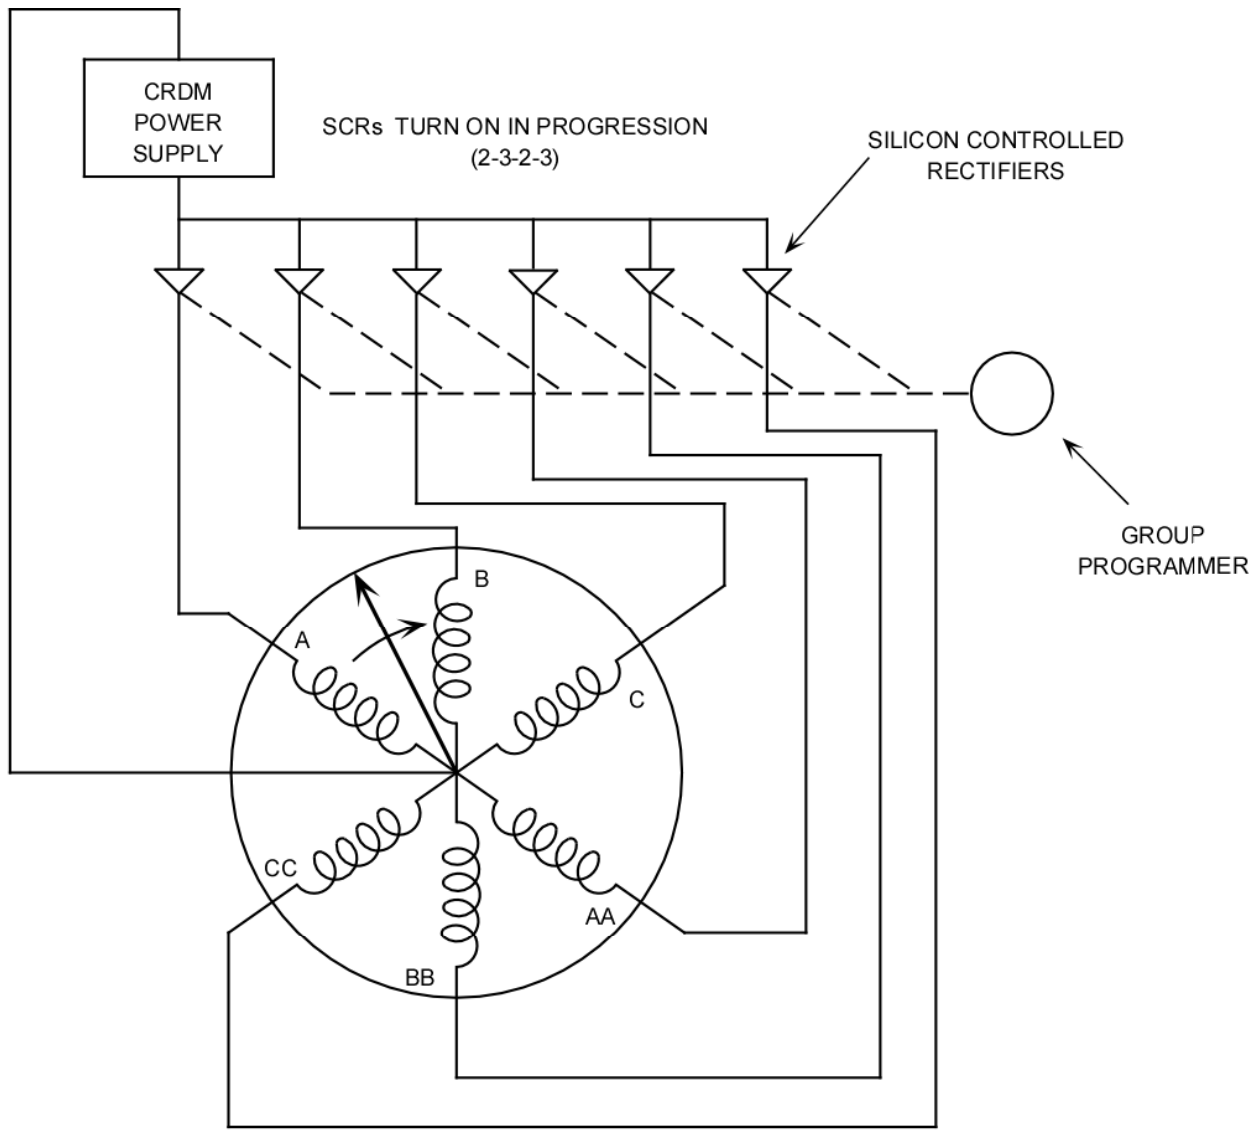 CRDM
POWER
SUPPLY
SCRs TURN ON IN PROGRESSION
(2-3-2-3)
SILICON CONTROLLED
RECTIFIERS
GROUP
PROGRAMMER
B
A
C
CC
AA
BB